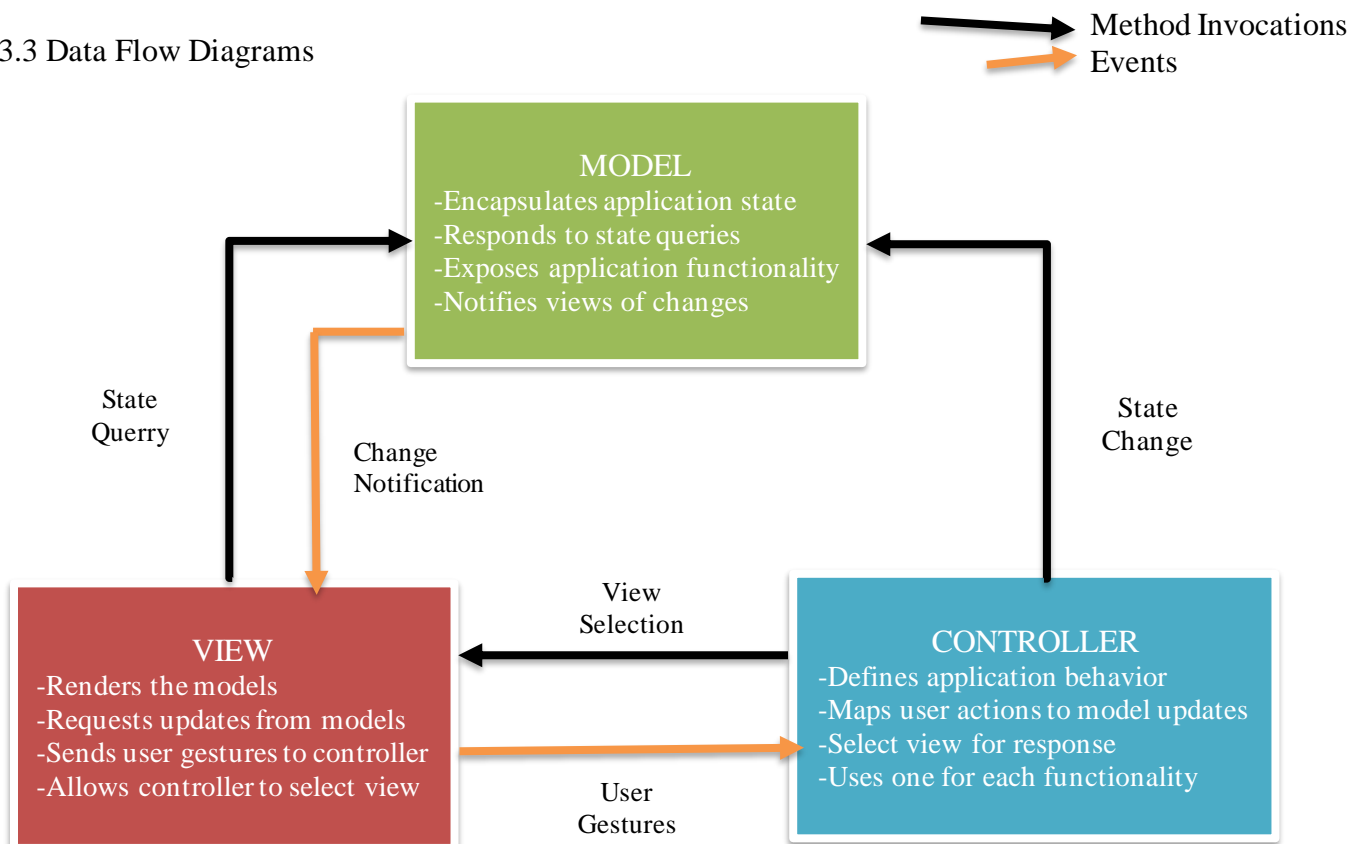 Method Invocations
3.3 Data Flow Diagrams
Events
MODEL
-Encapsulates application state
-Responds to state queries
-Exposes application functionality
-Notifies views of changes
State
Querry
Change
Notification
State
Change
View
Selection
VIEW
-Renders the models
-Requests updates from models
-Sends user gestures to controller
-Allows controller to select view
CONTROLLER
-Defines application behavior
-Maps user actions to model updates
-Select view for response
-Uses one for each functionality
User
Gestures